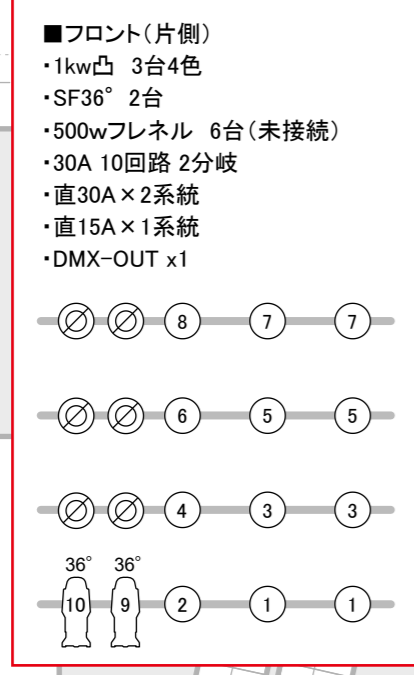 ■フロント(片側)
・1kw凸 3台4色
・SF36° 2台
・500wフレネル 6台(未接続)
・30A 10回路 2分岐
・直30A×2系統
・直15A×1系統
・DMX-OUT x1
8 7 7
6 5 5
4 3 3
36° 36°
10 9 2 1 1